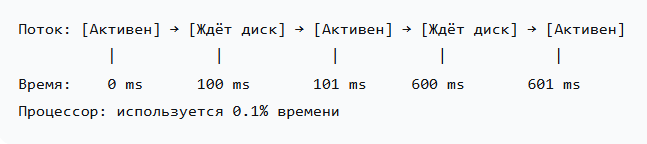 Поток: [Активен] → [Ждёт диск] → [Активен] → [Ждёт диск] → [Активен]
| | | | |
Время: 0 ms 100 ms 101 ms 600 ms 601 ms
Процессор: используется 0.1% времени